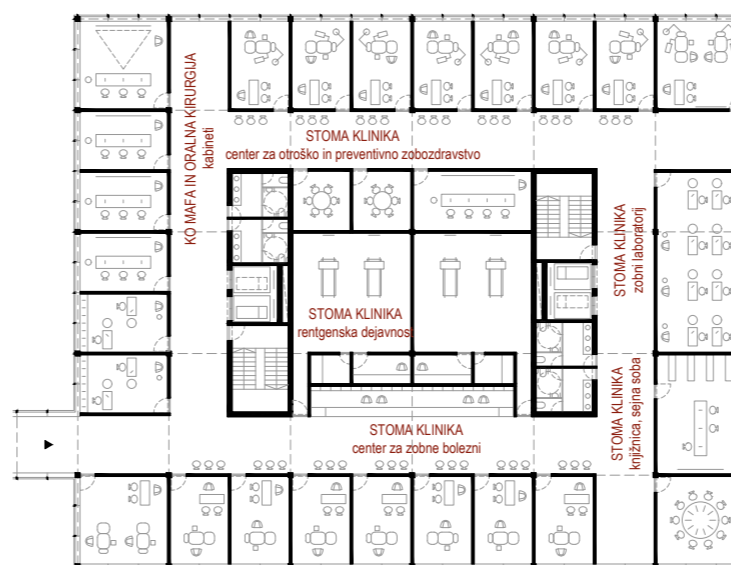 KO MAFA IN ORALNA KIRURGIJA
kabineti
STOMA KLINIKA
center za otroško in preventivno zobozdravstvo
STOMA KLINIKA
zobni laboratorij
STOMA KLINIKA
rentgenska dejavnost
STOMA KLINIKA
center za zobne bolezni
STOMA KLINIKA
knjižnica, sejna soba